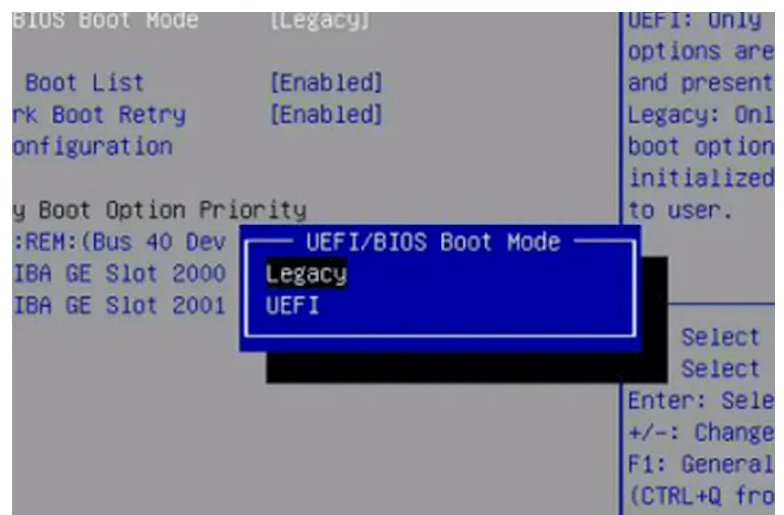 BIOS Boot Mode [Legacy]
Boot List [Enabled]
rk Boot Retry [Enabled]
onfiguration
y Boot Option Priority
:REM:(Bus 40 Dev
IBA GE Slot 2000
IBA GE Slot 2001
UEFI/BIOS Boot Mode
Legacy
UEFI
UEFI: Only
options are
and present
Legacy: Onl
boot option
initialized
to user.
Select
Select
Enter: Sele
+/-: Change
F1: General
(CTRL+Q fro